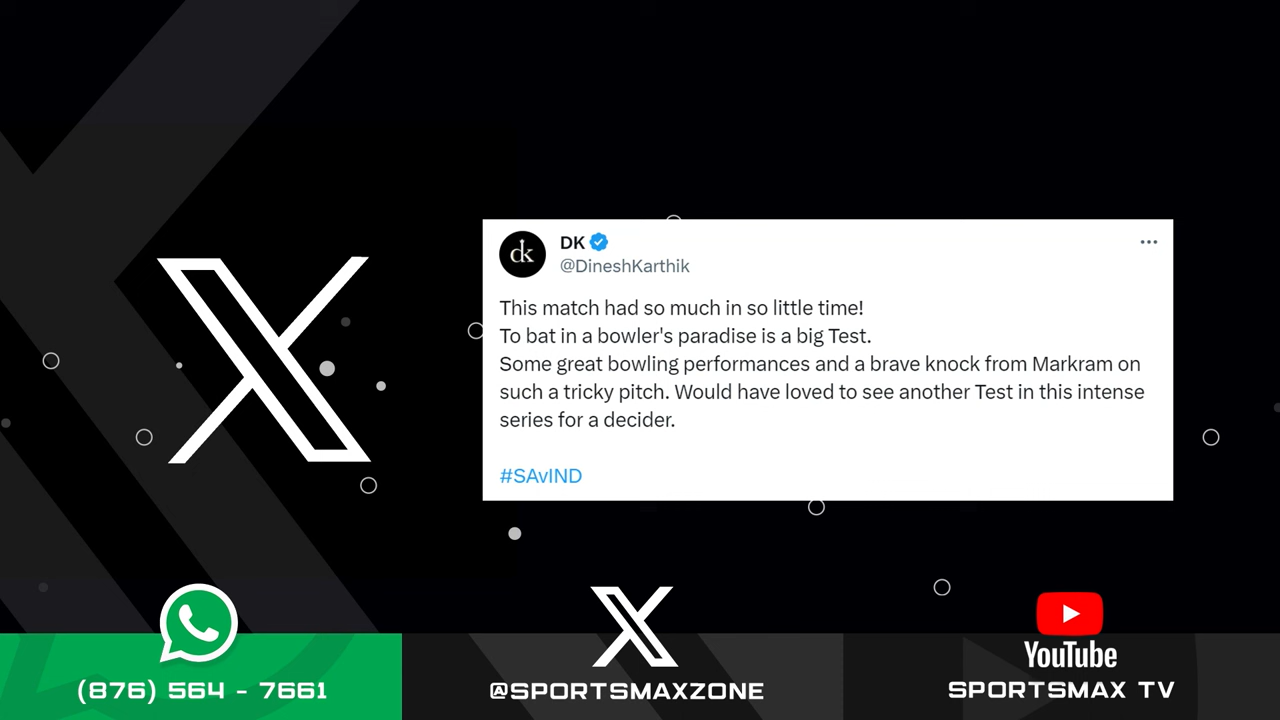 dk
DK
@DineshKarthik
This match had so much in so little time!
To bat in a bowler's paradise is a big Test.
Some great bowling performances and a brave knock from Markram on
such a tricky pitch. Would have loved to see another Test in this intense
series for a decider.
#SAvIND
(876) 564 - 7661
@SPORTSMAXZONE
YouTube
SPORTSMAX TV